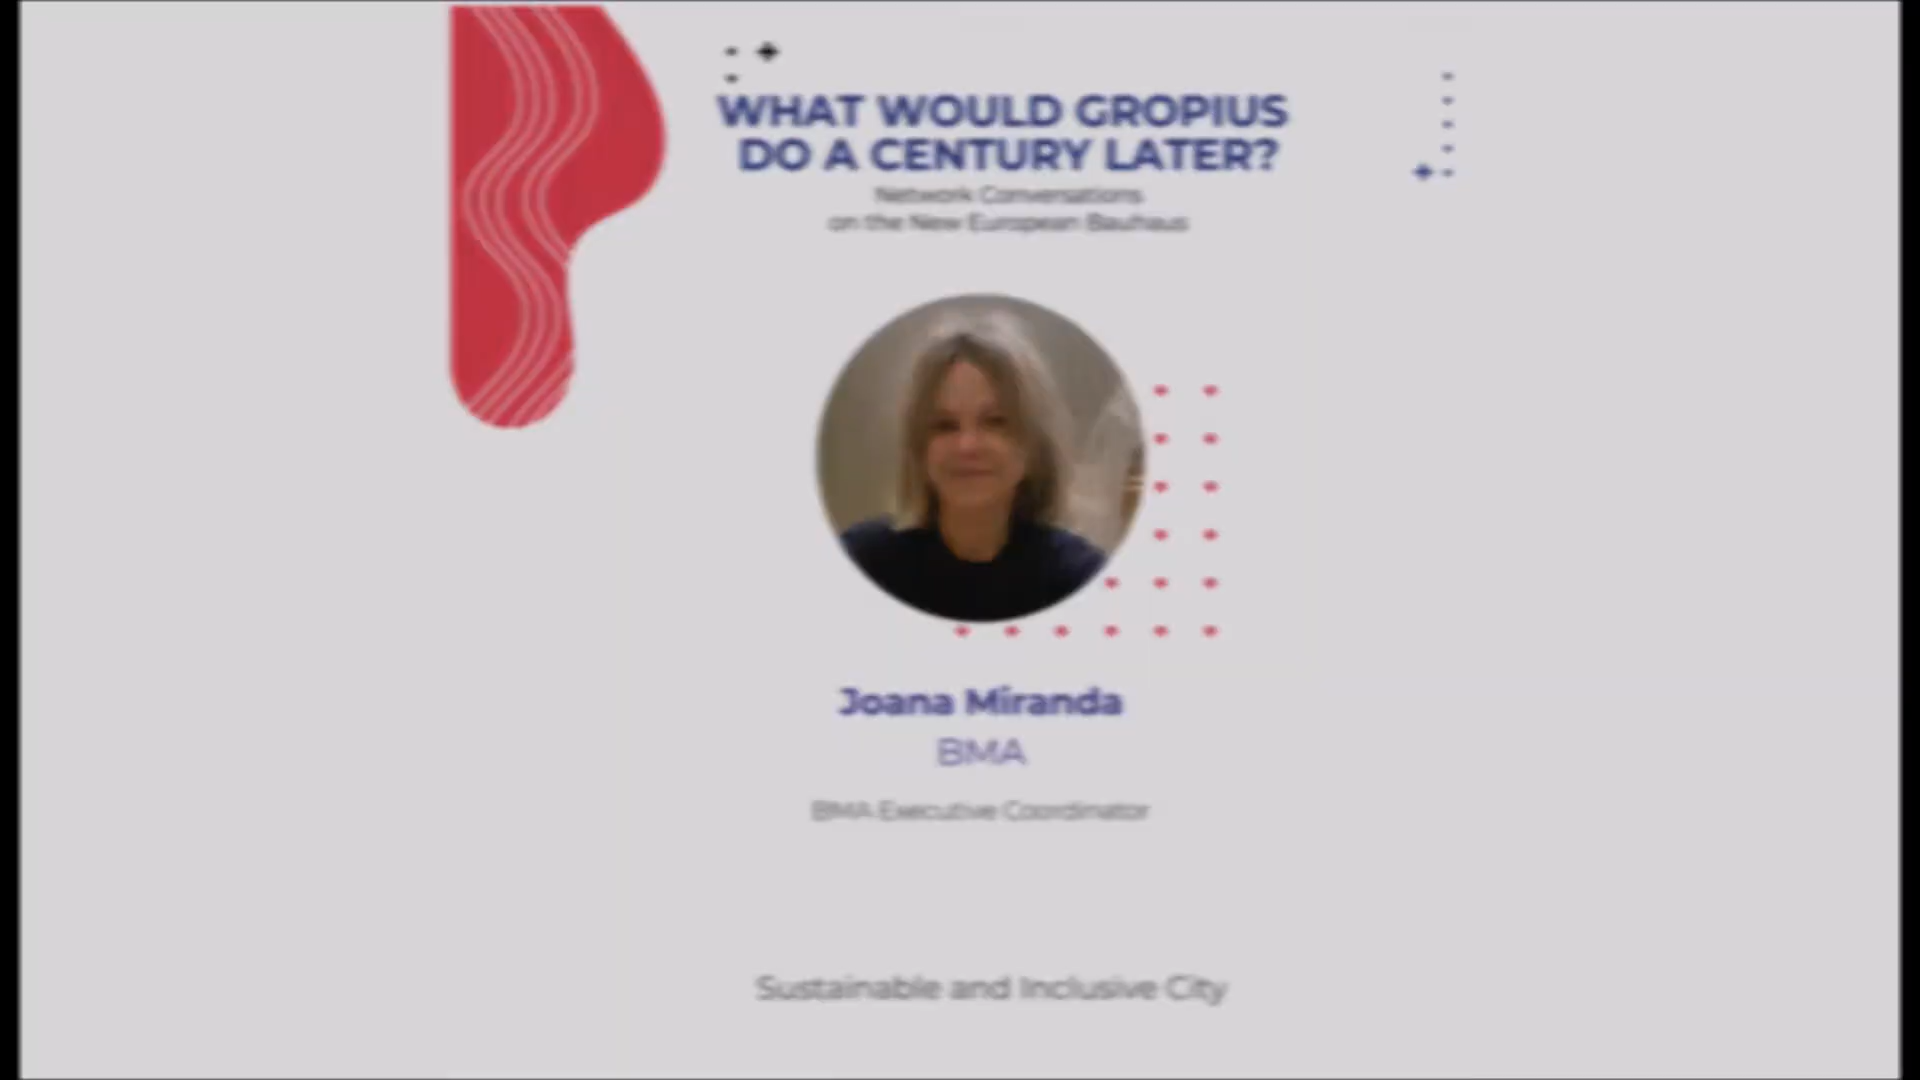 WHAT WOULD GROPIUS
DO A CENTURY LATER?
Network Conversations
on the New European Bauhaus
Joana Miranda
BMA
BMA Executive Coordinator
Sustainable and Inclusive City